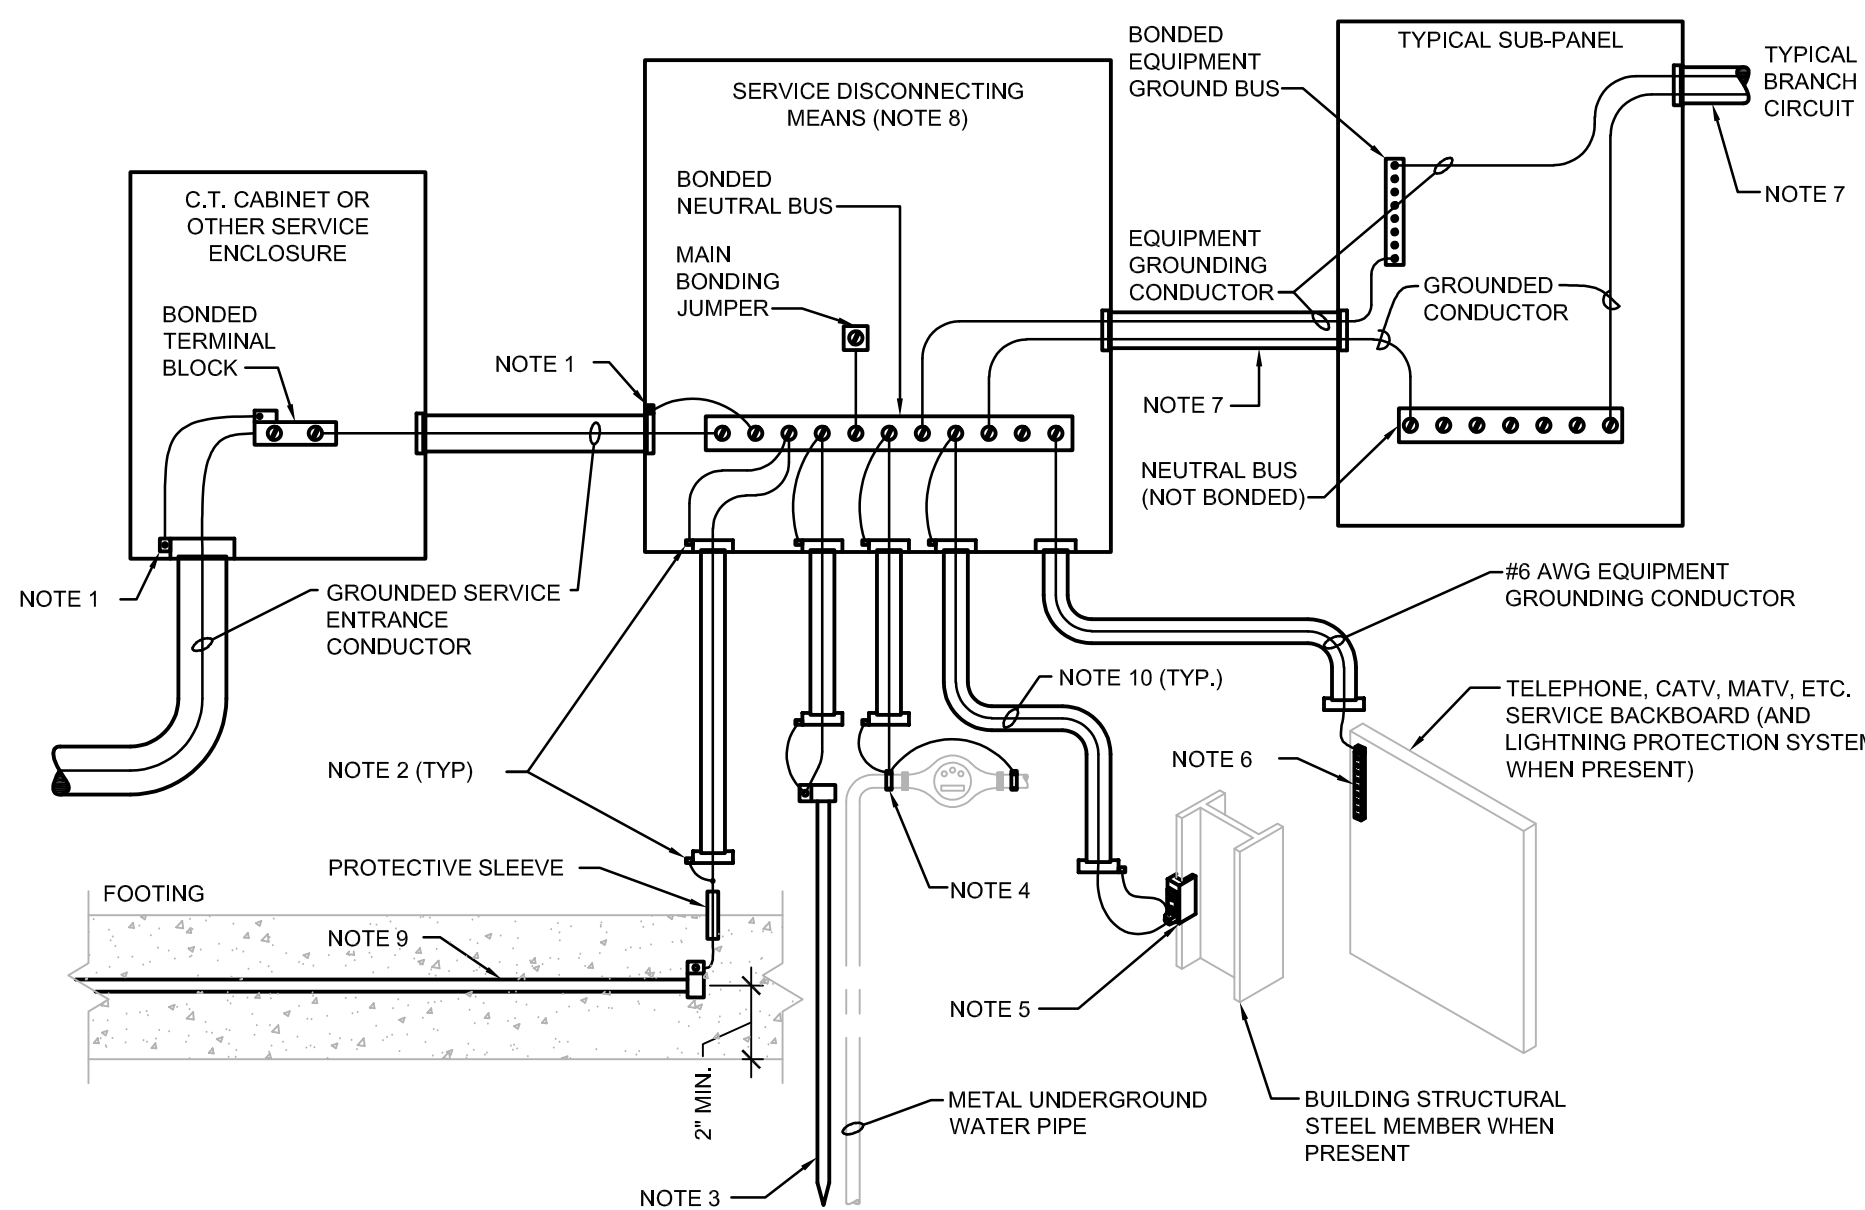 BONDED
EQUIPMENT
GROUND BUS
TYPICAL SUB-PANEL
TYPICAL
BRANCH
CIRCUIT
NOTE 7
SERVICE DISCONNECTING
MEANS (NOTE 8)
BONDED
NEUTRAL BUS
MAIN
BONDING
JUMPER
C.T. CABINET OR
OTHER SERVICE
ENCLOSURE
BONDED
TERMINAL
BLOCK
NOTE 1
EQUIPMENT
GROUNDING
CONDUCTOR
GROUNDED
CONDUCTOR
NOTE 7
NEUTRAL BUS
(NOT BONDED)
NOTE 1
GROUNDED SERVICE
ENTRANCE
CONDUCTOR
#6 AWG EQUIPMENT
GROUNDING CONDUCTOR
NOTE 10 (TYP.)
TELEPHONE, CATV, MATV, ETC.
SERVICE BACKBOARD (AND
LIGHTNING PROTECTION SYSTEM
WHEN PRESENT)
NOTE 6
NOTE 2 (TYP)
PROTECTIVE SLEEVE
FOOTING
NOTE 9
NOTE 4
NOTE 5
2" MIN.
METAL UNDERGROUND
WATER PIPE
BUILDING STRUCTURAL
STEEL MEMBER WHEN
PRESENT
NOTE 3